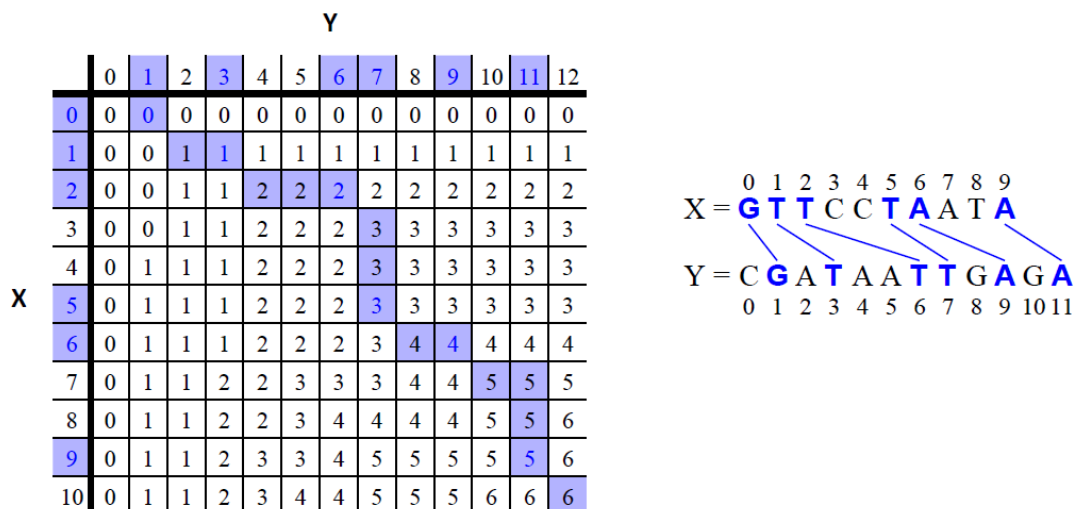 Y
0 1 2 3 4 5 6 7 8 9 10 11 12
0 0 0 0 0 0 0 0 0 0 0 0 0 0
1 0 0 1 1 1 1 1 1 1 1 1 1 1
2 0 0 1 1 2 2 2 2 2 2 2 2 2
3 0 0 1 1 2 2 2 3 3 3 3 3 3
4 0 1 1 1 2 2 2 3 3 3 3 3 3
X
5 0 1 1 1 2 2 2 3 3 3 3 3 3
6 0 1 1 1 2 2 2 3 4 4 4 4 4
7 0 1 1 2 2 3 3 3 4 4 5 5 5
8 0 1 1 2 2 3 4 4 4 4 5 5 6
9 0 1 1 2 3 3 4 5 5 5 5 5 6
10 0 1 1 2 3 4 4 5 5 5 6 6 6
0 1 2 3 4 5 6 7 8 9
X = G T T C C T A A T A
Y = C G A T A A T T G A G A
0 1 2 3 4 5 6 7 8 9 10 11